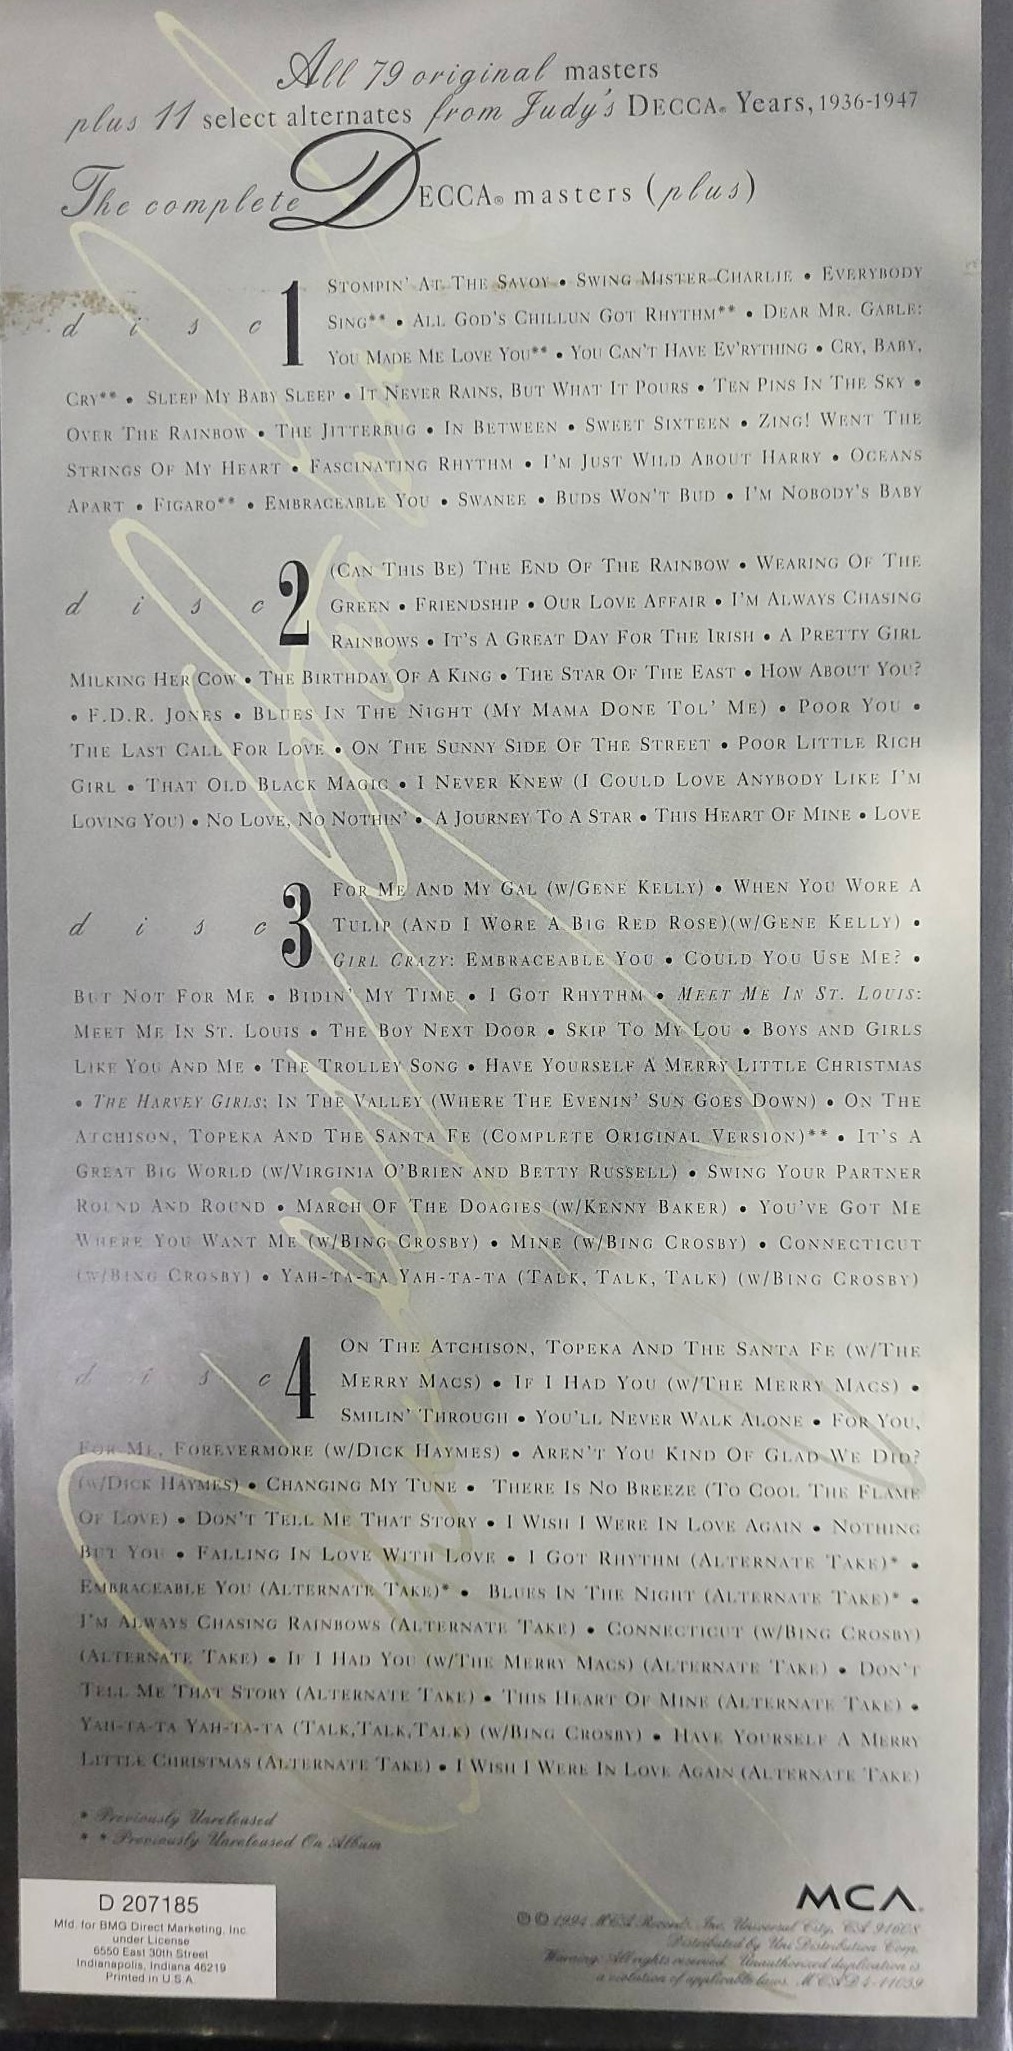 All 79 original masters
plus 11 select alternates from Judy's DECCA® Years, 1936-1947
The complete DECCA® masters (plus)
disc 1 STOMPIN' AT THE SAVOY • SWING MISTER CHARLIE • EVERYBODY
SING** • ALL GOD'S CHILLUN GOT RHYTHM** • DEAR MR. GABLE:
YOU MADE ME LOVE YOU** • YOU CAN'T HAVE EV'RYTHING • CRY, BABY,
CRY** • SLEEP MY BABY SLEEP • IT NEVER RAINS, BUT WHAT IT POURS • TEN PINS IN THE SKY •
OVER THE RAINBOW • THE JITTERBUG • IN BETWEEN • SWEET SIXTEEN • ZING! WENT THE
STRINGS OF MY HEART • FASCINATING RHYTHM • I'M JUST WILD ABOUT HARRY • OCEANS
APART • FIGARO** • EMBRACEABLE YOU • SWANEE • BUDS WON'T BUD • I'M NOBODY'S BABY
disc 2 (CAN THIS BE) THE END OF THE RAINBOW • WEARING OF THE
GREEN • FRIENDSHIP • OUR LOVE AFFAIR • I'M ALWAYS CHASING
RAINBOWS • IT'S A GREAT DAY FOR THE IRISH • A PRETTY GIRL
MILKING HER COW • THE BIRTHDAY OF A KING • THE STAR OF THE EAST • HOW ABOUT YOU?
• F.D.R. JONES • BLUES IN THE NIGHT (MY MAMA DONE TOL' ME) • POOR YOU •
THE LAST CALL FOR LOVE • ON THE SUNNY SIDE OF THE STREET • POOR LITTLE RICH
GIRL • THAT OLD BLACK MAGIC • I NEVER KNEW (I COULD LOVE ANYBODY LIKE I'M
LOVING YOU) • NO LOVE, NO NOTHIN' • A JOURNEY TO A STAR • THIS HEART OF MINE • LOVE
disc 3 FOR ME AND MY GAL (W/GENE KELLY) • WHEN YOU WORE A
TULIP (AND I WORE A BIG RED ROSE)(W/GENE KELLY) •
GIRL CRAZY: EMBRACEABLE YOU • COULD YOU USE ME? •
BUT NOT FOR ME • BIDIN' MY TIME • I GOT RHYTHM • MEET ME IN ST. LOUIS:
MEET ME IN ST. LOUIS • THE BOY NEXT DOOR • SKIP TO MY LOU • BOYS AND GIRLS
LIKE YOU AND ME • THE TROLLEY SONG • HAVE YOURSELF A MERRY LITTLE CHRISTMAS
• THE HARVEY GIRLS: IN THE VALLEY (WHERE THE EVENIN' SUN GOES DOWN) • ON THE
ATCHISON, TOPEKA AND THE SANTA FE (COMPLETE ORIGINAL VERSION)** • IT'S A
GREAT BIG WORLD (W/VIRGINIA O'BRIEN AND BETTY RUSSELL) • SWING YOUR PARTNER
ROUND AND ROUND • MARCH OF THE DOAGIES (W/KENNY BAKER) • YOU'VE GOT ME
WHERE YOU WANT ME (W/BING CROSBY) • MINE (W/BING CROSBY) • CONNECTICUT
(W/BING CROSBY) • YAH-TA-TA YAH-TA-TA (TALK, TALK, TALK) (W/BING CROSBY)
disc 4 ON THE ATCHISON, TOPEKA AND THE SANTA FE (W/THE
MERRY MACS) • IF I HAD YOU (W/THE MERRY MACS) •
SMILIN' THROUGH • YOU'LL NEVER WALK ALONE • FOR YOU,
FOR ME, FOREVERMORE (W/DICK HAYMES) • AREN'T YOU KIND OF GLAD WE DID?
(W/DICK HAYMES) • CHANGING MY TUNE • THERE IS NO BREEZE (TO COOL THE FLAME
OF LOVE) • DON'T TELL ME THAT STORY • I WISH I WERE IN LOVE AGAIN • NOTHING
BUT YOU • FALLING IN LOVE WITH LOVE • I GOT RHYTHM (ALTERNATE TAKE)* •
EMBRACEABLE YOU (ALTERNATE TAKE)* • BLUES IN THE NIGHT (ALTERNATE TAKE)* •
I'M ALWAYS CHASING RAINBOWS (ALTERNATE TAKE) • CONNECTICUT (W/BING CROSBY)
(ALTERNATE TAKE) • IF I HAD YOU (W/THE MERRY MACS) (ALTERNATE TAKE) • DON'T
TELL ME THAT STORY (ALTERNATE TAKE) • THIS HEART OF MINE (ALTERNATE TAKE) •
YAH-TA-TA YAH-TA-TA (TALK,TALK,TALK) (W/BING CROSBY) • HAVE YOURSELF A MERRY
LITTLE CHRISTMAS (ALTERNATE TAKE) • I WISH I WERE IN LOVE AGAIN (ALTERNATE TAKE)
* Previously Unreleased
** Previously Unreleased On Album
D 207185
Mfd. for BMG Direct Marketing, Inc.
under License
6550 East 30th Street
Indianapolis, Indiana 46219
Printed in U.S.A.
MCA
℗ © 1994 MCA Records, Inc. Universal City, CA 91608
Distributed by Uni Distribution Corp.
Warning: All rights reserved. Unauthorized duplication is
a violation of applicable laws. MCAD4-11059